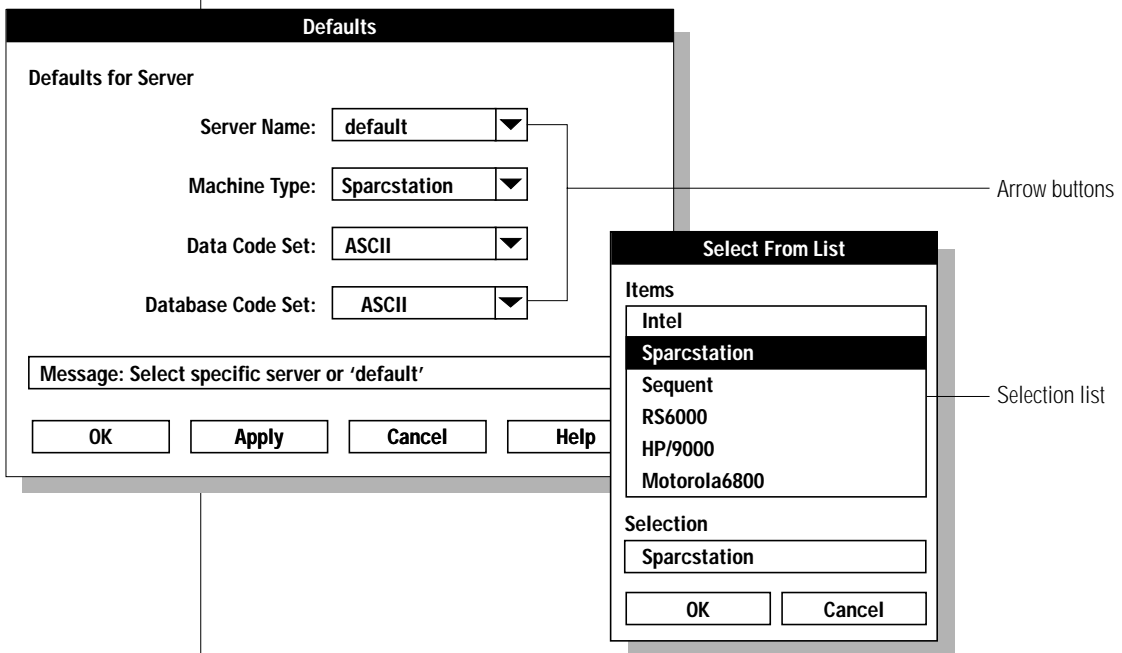 Defaults
Defaults for Server
Server Name: default
Machine Type: Sparcstation
Data Code Set: ASCII
Database Code Set: ASCII
Message: Select specific server or ‘default’
OK Apply Cancel Help
Arrow buttons
Select From List
Items
Intel
Sparcstation
Sequent
RS6000
HP/9000
Motorola6800
Selection list
Selection
Sparcstation
OK Cancel